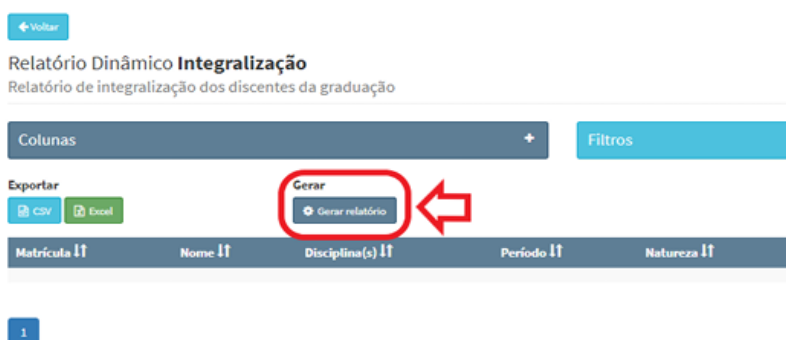 Voltar
Relatório Dinâmico Integralização
Relatório de integralização dos discentes da graduação
Colunas + Filtros
Exportar Gerar
CSV Excel Gerar relatório
Matrícula Nome Disciplina(s) Período Natureza
1